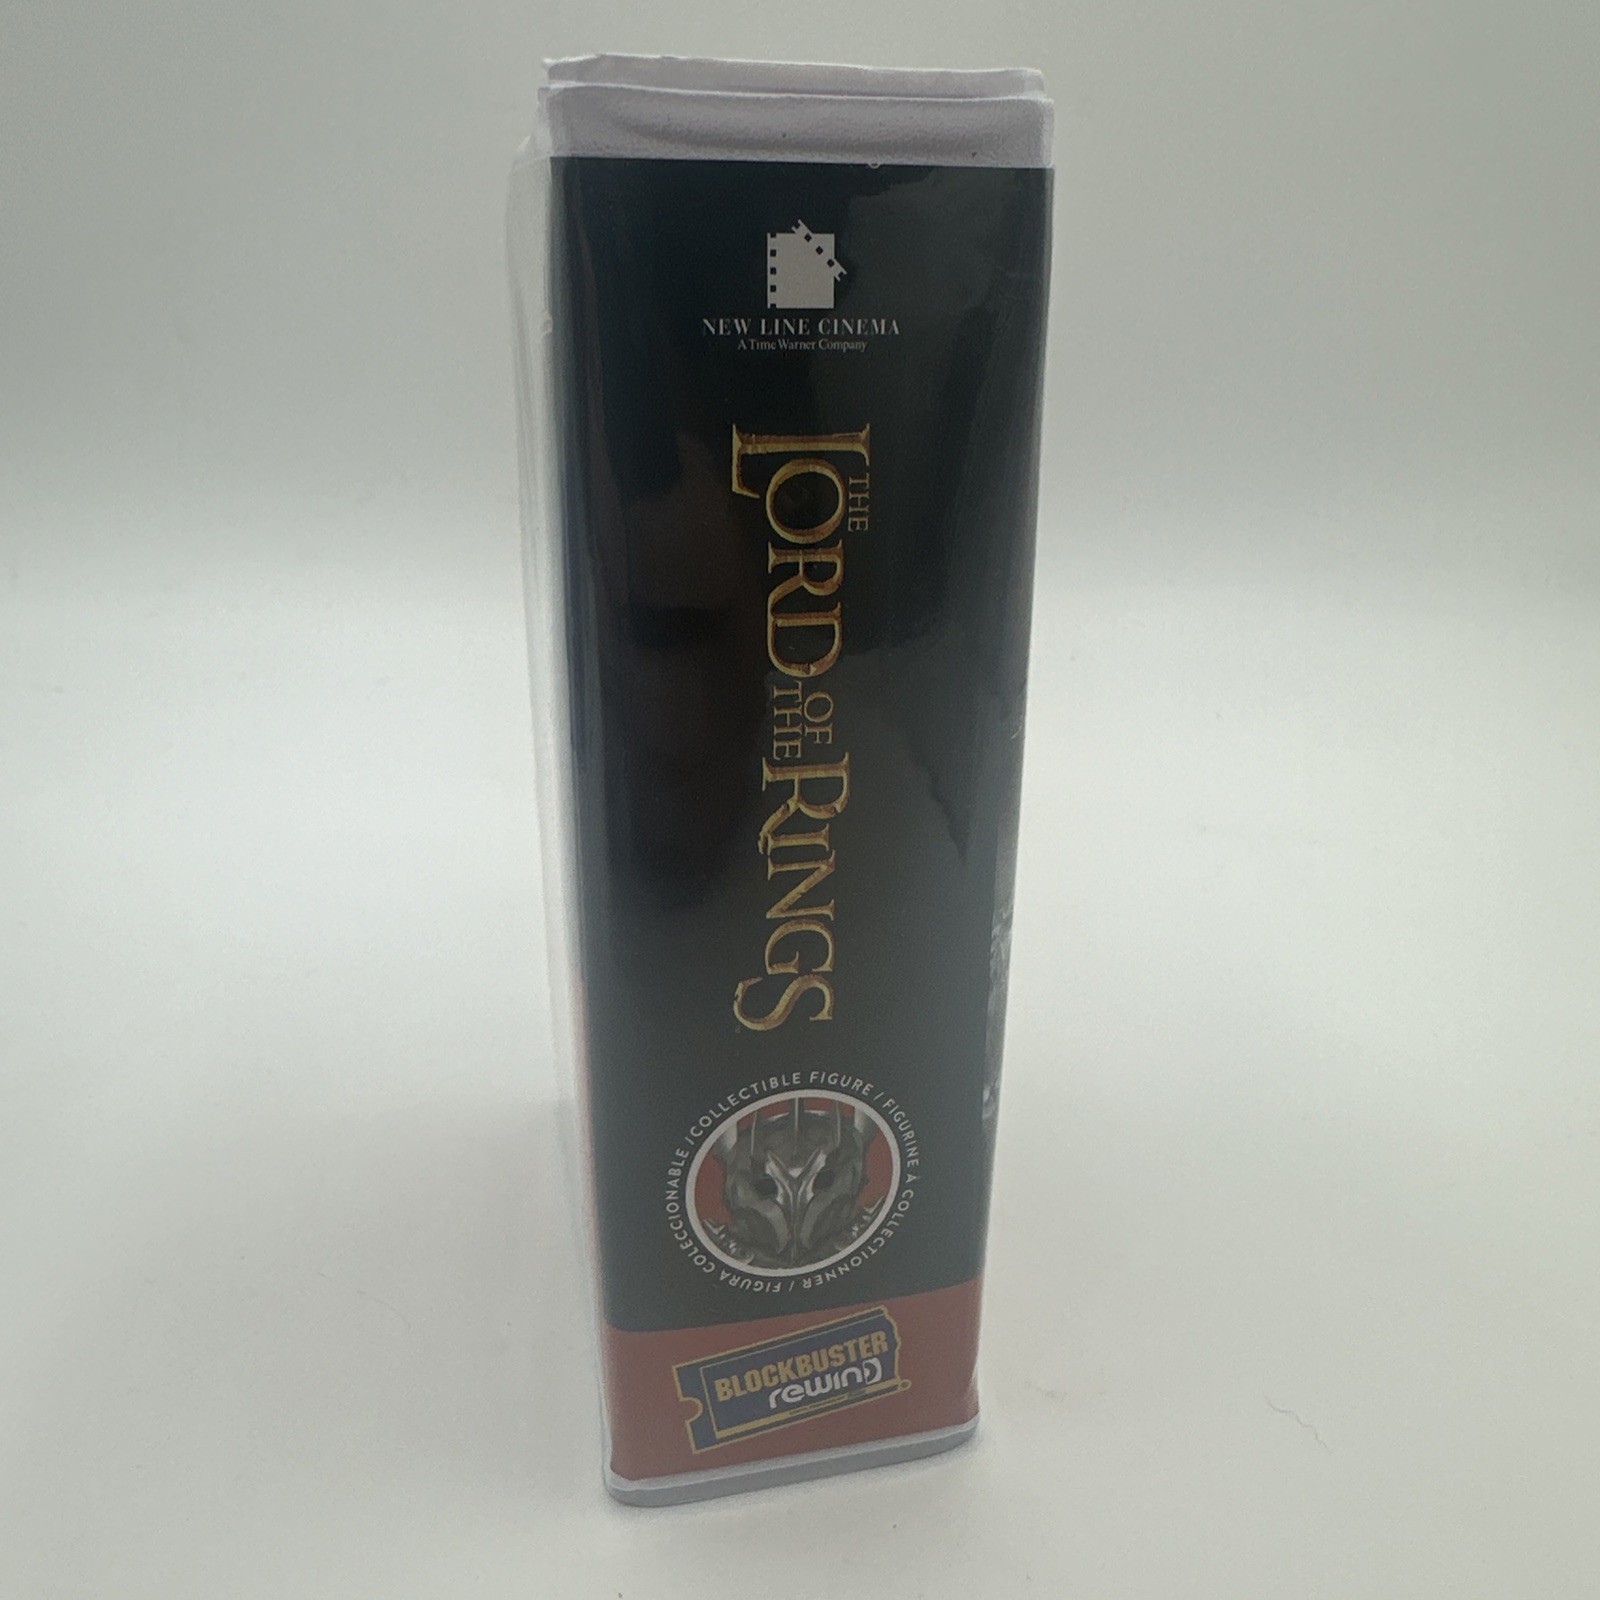 NEW LINE CINEMA
A Time Warner Company
THE
LORD
OF
THE
RINGS
COLLECTIBLE FIGURE / FIGURINE À COLLECTIONNER / FIGURA COLECCIONABLE /
BLOCKBUSTER
rewind